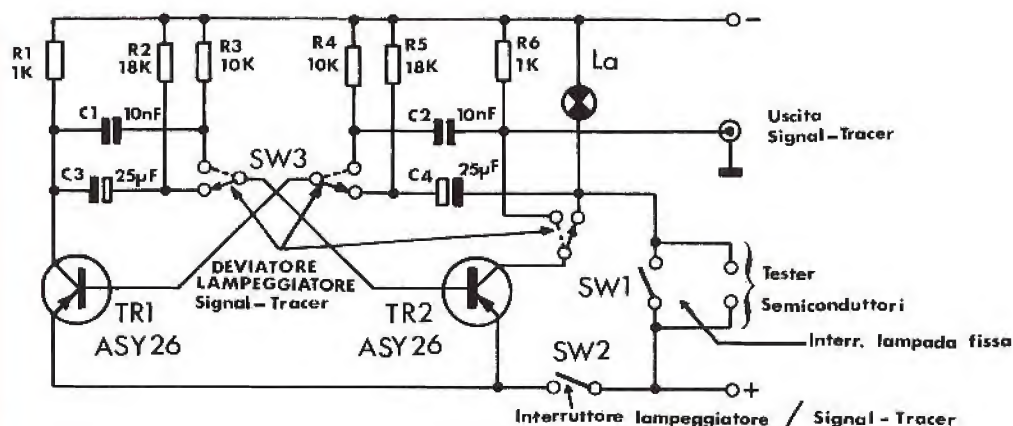 R1
1K
R2
18K
R3
10K
R4
10K
R5
18K
R6
1K
La
−
C1
10nF
C2
10nF
Uscita
Signal-Tracer
C3
25µF
SW3
C4
25µF
DEVIATORE
LAMPEGGIATORE
Signal-Tracer
TR1
ASY26
TR2
ASY26
SW1
Tester
Semiconduttori
Interr. lampada fissa
SW2
+
Interruttore lampeggiatore / Signal-Tracer